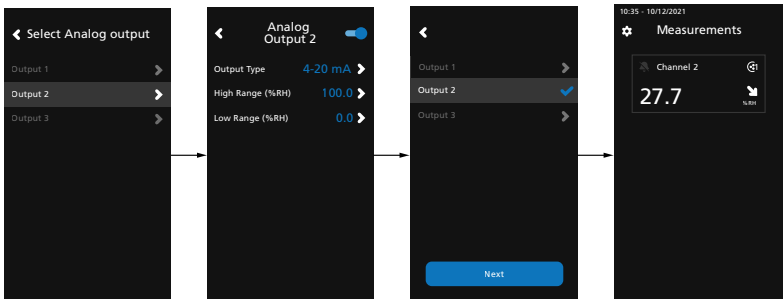 Select Analog output
Output 1
Output 2
Output 3
Analog
Output 2
Output Type 4-20 mA
High Range (%RH) 100.0
Low Range (%RH) 0.0
Output 1
Output 2
Output 3
Next
10:35 - 10/12/2021
Measurements
Channel 2 1
27.7
% RH